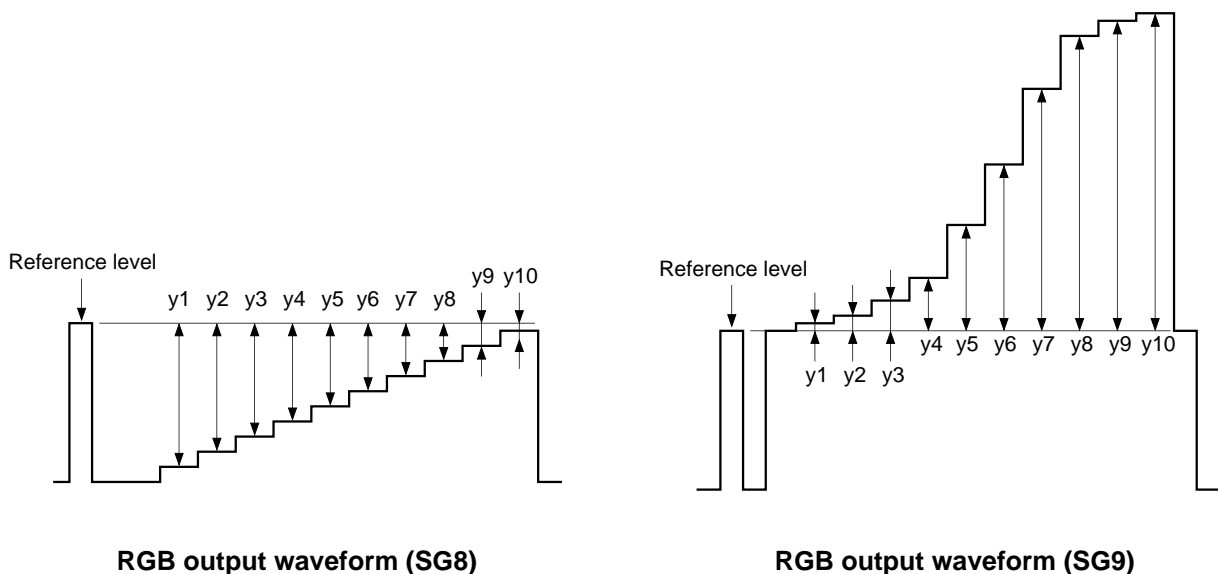 Reference level
y1 y2 y3 y4 y5 y6 y7 y8 y9 y10
RGB output waveform (SG8)
Reference level
y1 y2 y3 y4 y5 y6 y7 y8 y9 y10
RGB output waveform (SG9)